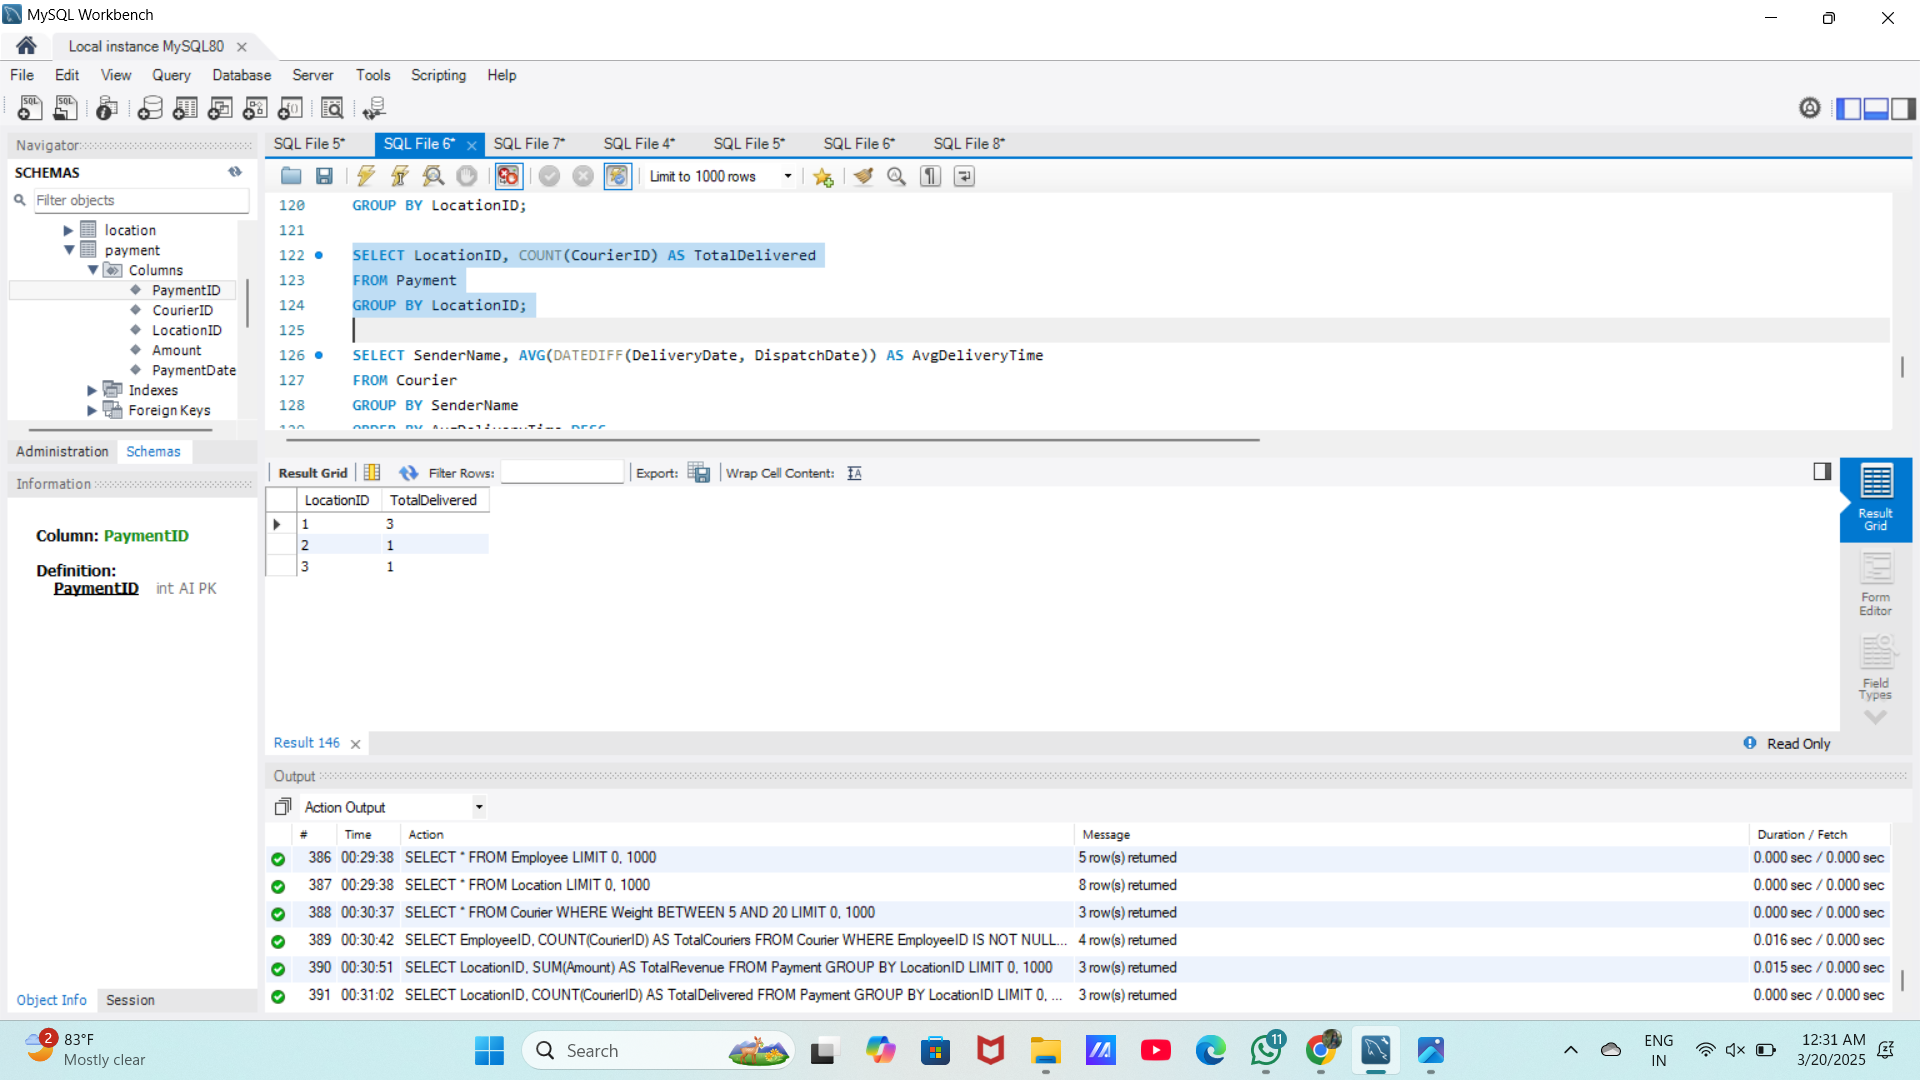 MySQL Workbench
Local instance MySQL80
File Edit View Query Database Server Tools Scripting Help
Navigator
SCHEMAS
Filter objects
location
payment
Columns
PaymentID
CourierID
LocationID
Amount
PaymentDate
Indexes
Foreign Keys
Administration Schemas
Information
Column: PaymentID
Definition:
PaymentID int AI PK
Object Info Session
SQL File 5* SQL File 6* SQL File 7* SQL File 4* SQL File 5* SQL File 6* SQL File 8*
Limit to 1000 rows
120 GROUP BY LocationID;
121
122 SELECT LocationID, COUNT(CourierID) AS TotalDelivered
123 FROM Payment
124 GROUP BY LocationID;
125
126 SELECT SenderName, AVG(DATEDIFF(DeliveryDate, DispatchDate)) AS AvgDeliveryTime
127 FROM Courier
128 GROUP BY SenderName
129 ORDER BY AvgDeliveryTime DESC
Result Grid Filter Rows: Export: Wrap Cell Content:
LocationID TotalDelivered
1 3
2 1
3 1
Result
Grid
Form
Editor
Field
Types
Result 146
Read Only
Output
Action Output
# Time Action Message Duration / Fetch
386 00:29:38 SELECT * FROM Employee LIMIT 0, 1000 5 row(s) returned 0.000 sec / 0.000 sec
387 00:29:38 SELECT * FROM Location LIMIT 0, 1000 8 row(s) returned 0.000 sec / 0.000 sec
388 00:30:37 SELECT * FROM Courier WHERE Weight BETWEEN 5 AND 20 LIMIT 0, 1000 3 row(s) returned 0.000 sec / 0.000 sec
389 00:30:42 SELECT EmployeeID, COUNT(CourierID) AS TotalCouriers FROM Courier WHERE EmployeeID IS NOT NULL... 4 row(s) returned 0.016 sec / 0.000 sec
390 00:30:51 SELECT LocationID, SUM(Amount) AS TotalRevenue FROM Payment GROUP BY LocationID LIMIT 0, 1000 3 row(s) returned 0.015 sec / 0.000 sec
391 00:31:02 SELECT LocationID, COUNT(CourierID) AS TotalDelivered FROM Payment GROUP BY LocationID LIMIT 0, ... 3 row(s) returned 0.000 sec / 0.000 sec
2
83°F
Mostly clear
Search
11
ENG
IN
12:31 AM
3/20/2025